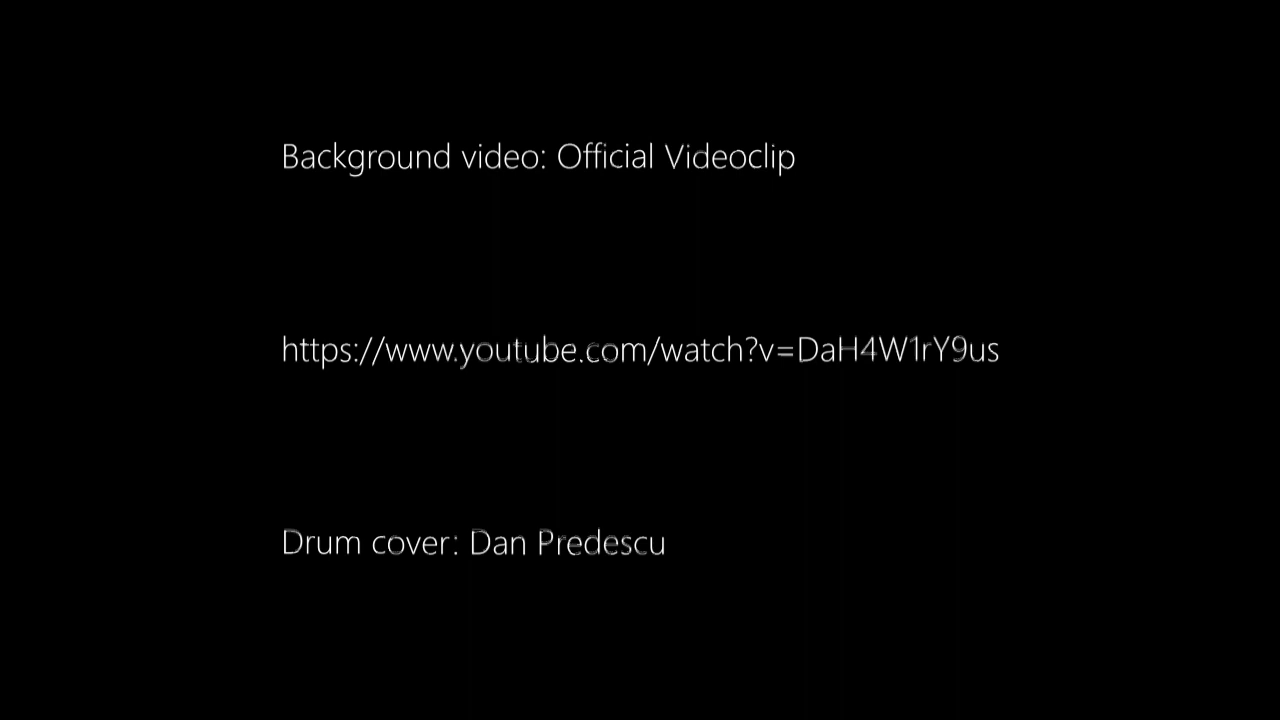 Background video: Official Videoclip
https://www.youtube.com/watch?v=DaH4W1rY9us
Drum cover: Dan Predescu